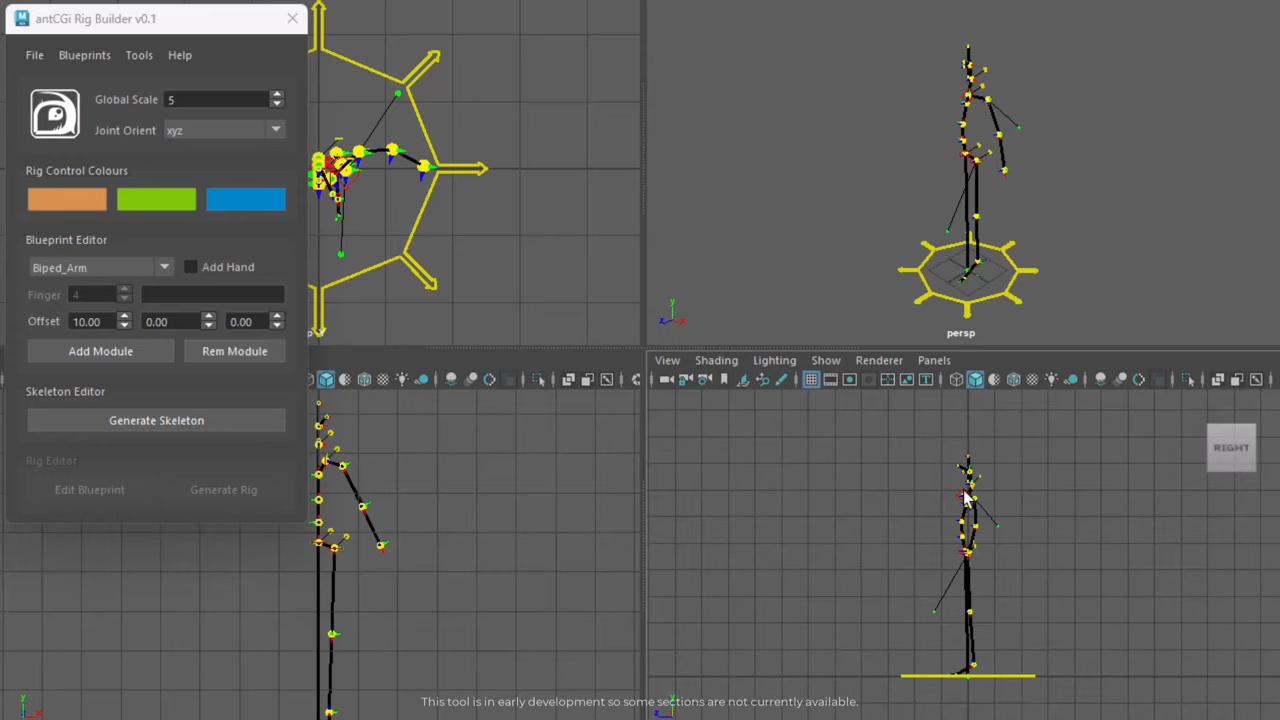 antCGi Rig Builder v0.1
File Blueprints Tools Help
Global Scale 5
Joint Orient xyz
Rig Control Colours
Blueprint Editor
Biped_Arm Add Hand
Finger 4
Offset 10.00 0.00 0.00
Add Module Rem Module
Skeleton Editor
Generate Skeleton
Rig Editor
Edit Blueprint Generate Rig
persp
View Shading Lighting Show Renderer Panels
RIGHT
This tool is in early development so some sections are not currently available.